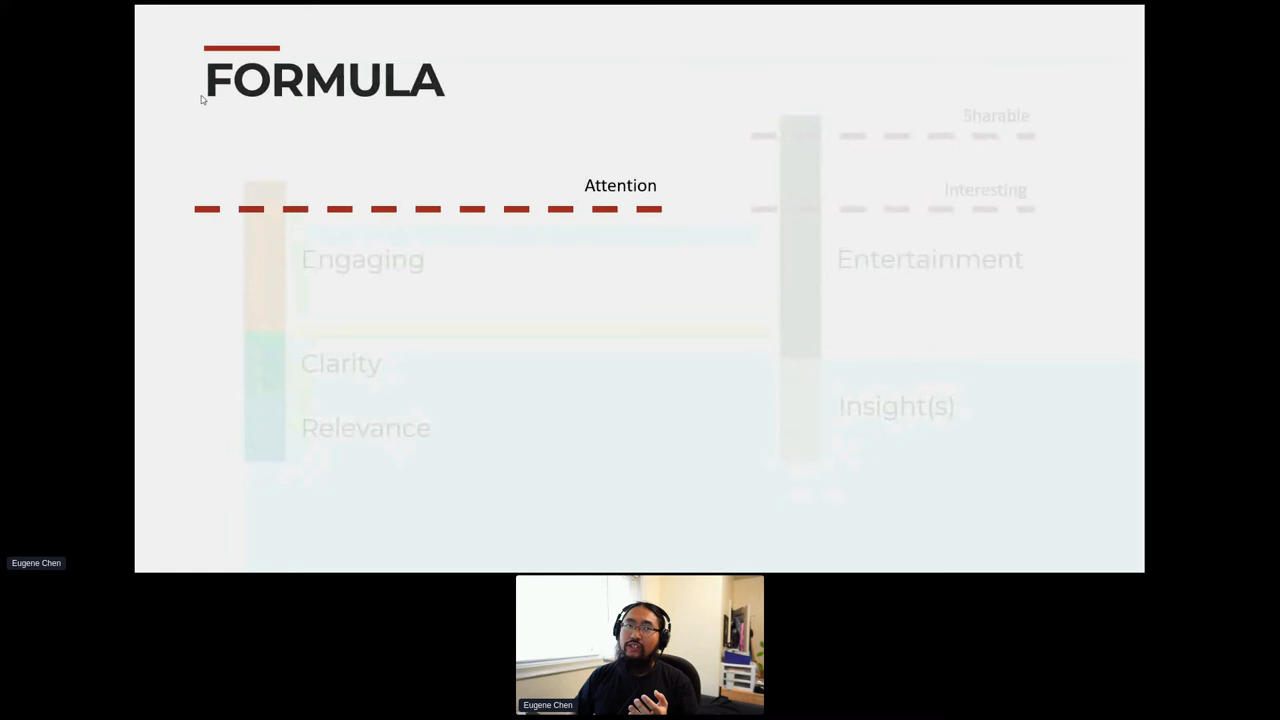 FORMULA
Sharable
Attention
Interesting
Engaging
Entertainment
Clarity
Insight(s)
Relevance
Eugene Chen
Eugene Chen